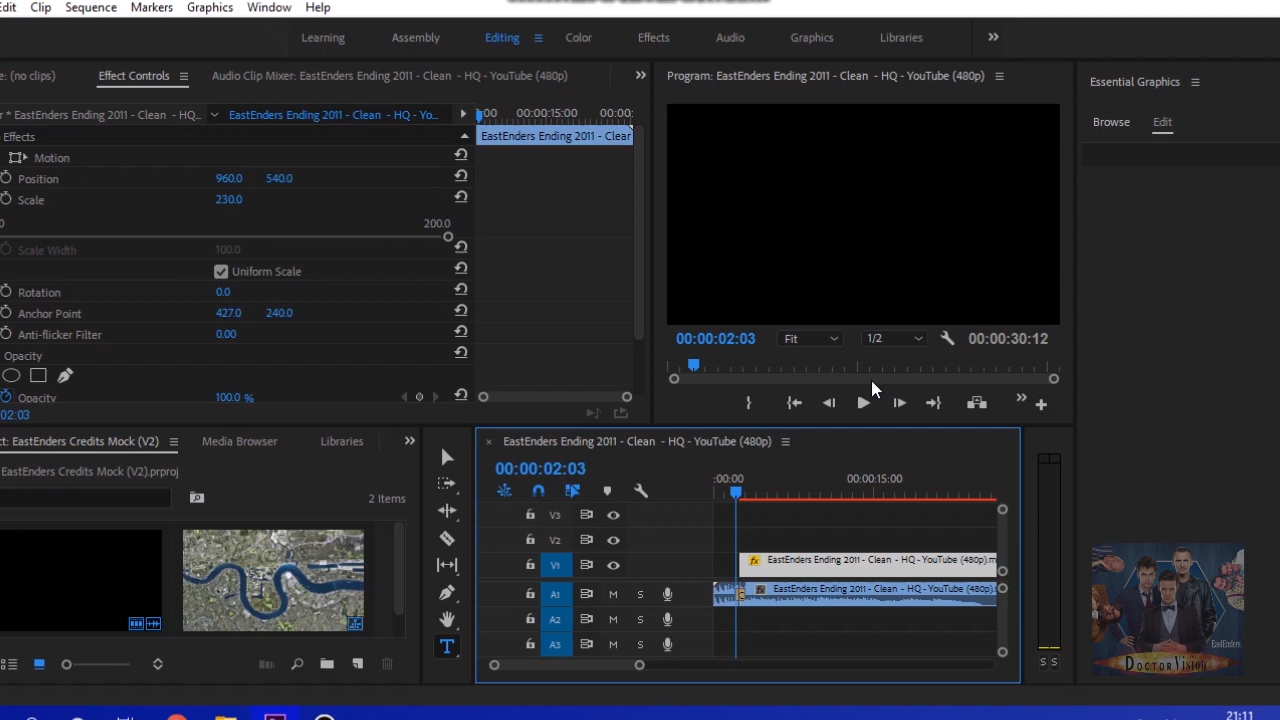 Edit Clip Sequence Markers Graphics Window Help
Learning Assembly Editing Color Effects Audio Graphics Libraries
: (no clips) Effect Controls Audio Clip Mixer: EastEnders Ending 2011 - Clean - HQ - YouTube (480p)
Program: EastEnders Ending 2011 - Clean - HQ - YouTube (480p)
Essential Graphics
Browse Edit
* EastEnders Ending 2011 - Clean - HQ... EastEnders Ending 2011 - Clean - HQ - Yo...
:00 00:00:15:00 00:00:
Effects
EastEnders Ending 2011 - Clear
Motion
Position 960.0 540.0
Scale 230.0
0 200.0
Scale Width 100.0
Uniform Scale
Rotation 0.0
Anchor Point 427.0 240.0
Anti-flicker Filter 0.00
Opacity
Opacity 100.0 %
02:03
00:00:02:03 Fit 1/2 00:00:30:12
ct: EastEnders Credits Mock (V2) Media Browser Libraries
EastEnders Credits Mock (V2).prproj
2 Items
EastEnders Ending 2011 - Clean - HQ - YouTube (480p)
00:00:02:03
:00:00 00:00:15:00
V3
V2
V1 fx EastEnders Ending 2011 - Clean - HQ - YouTube (480p).m
A1 M S EastEnders Ending 2011 - Clean - HQ - YouTube (480p).
A2 M S
A3 M S
S S
EastEnders
DOCTORVISION
21:11